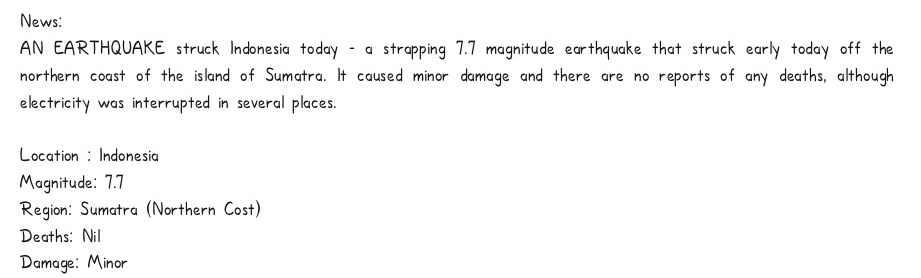 News:
AN EARTHQUAKE struck Indonesia today - a strapping 7.7 magnitude earthquake that struck early today off the
northern coast of the island of Sumatra. It caused minor damage and there are no reports of any deaths, although
electricity was interrupted in several places.
Location : Indonesia
Magnitude: 7.7
Region: Sumatra (Northern Cost)
Deaths: Nil
Damage: Minor